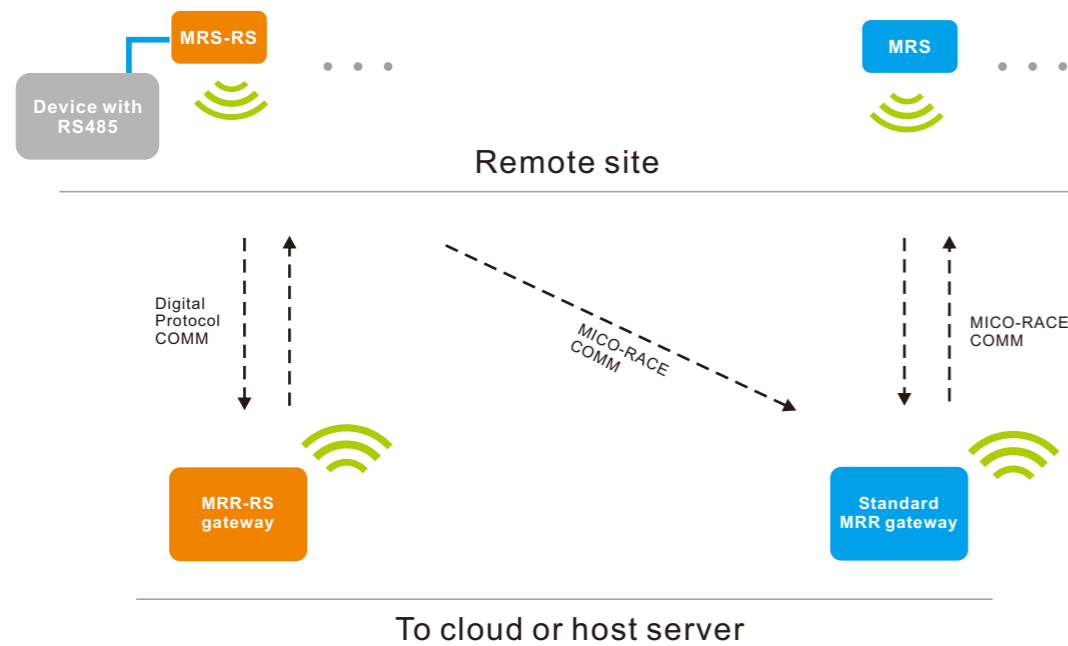 MRS-RS
MRS
Device with
RS485
Remote site
Digital
Protocol
COMM
MICO-RACE
COMM
MICO-RACE
COMM
MRR-RS
gateway
Standard
MRR gateway
To cloud or host server